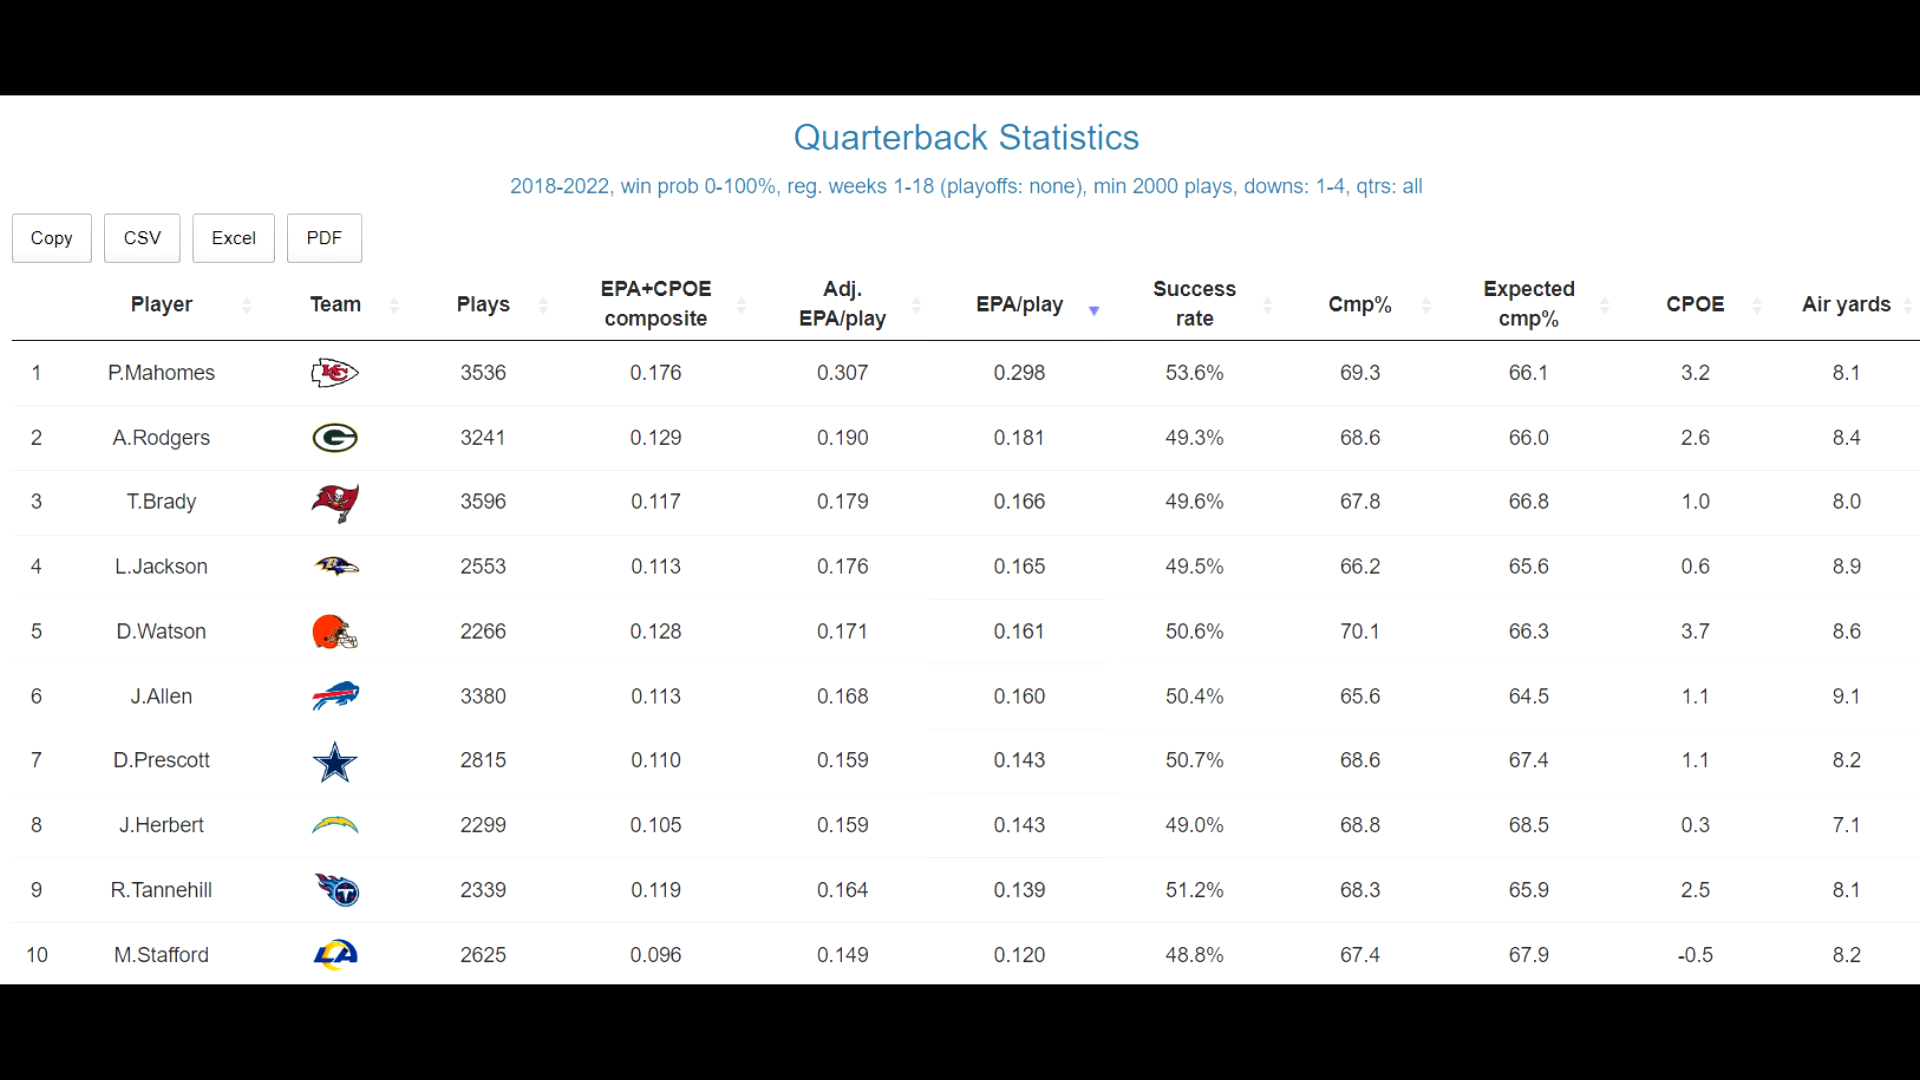 Quarterback Statistics
2018-2022, win prob 0-100%, reg. weeks 1-18 (playoffs: none), min 2000 plays, downs: 1-4, qtrs: all
Copy CSV Excel PDF
Player Team Plays EPA+CPOE composite Adj. EPA/play EPA/play Success rate Cmp% Expected cmp% CPOE Air yards
1 P.Mahomes KC 3536 0.176 0.307 0.298 53.6% 69.3 66.1 3.2 8.1
2 A.Rodgers G 3241 0.129 0.190 0.181 49.3% 68.6 66.0 2.6 8.4
3 T.Brady 3596 0.117 0.179 0.166 49.6% 67.8 66.8 1.0 8.0
4 L.Jackson B 2553 0.113 0.176 0.165 49.5% 66.2 65.6 0.6 8.9
5 D.Watson 2266 0.128 0.171 0.161 50.6% 70.1 66.3 3.7 8.6
6 J.Allen 3380 0.113 0.168 0.160 50.4% 65.6 64.5 1.1 9.1
7 D.Prescott 2815 0.110 0.159 0.143 50.7% 68.6 67.4 1.1 8.2
8 J.Herbert 2299 0.105 0.159 0.143 49.0% 68.8 68.5 0.3 7.1
9 R.Tannehill T 2339 0.119 0.164 0.139 51.2% 68.3 65.9 2.5 8.1
10 M.Stafford LA 2625 0.096 0.149 0.120 48.8% 67.4 67.9 -0.5 8.2